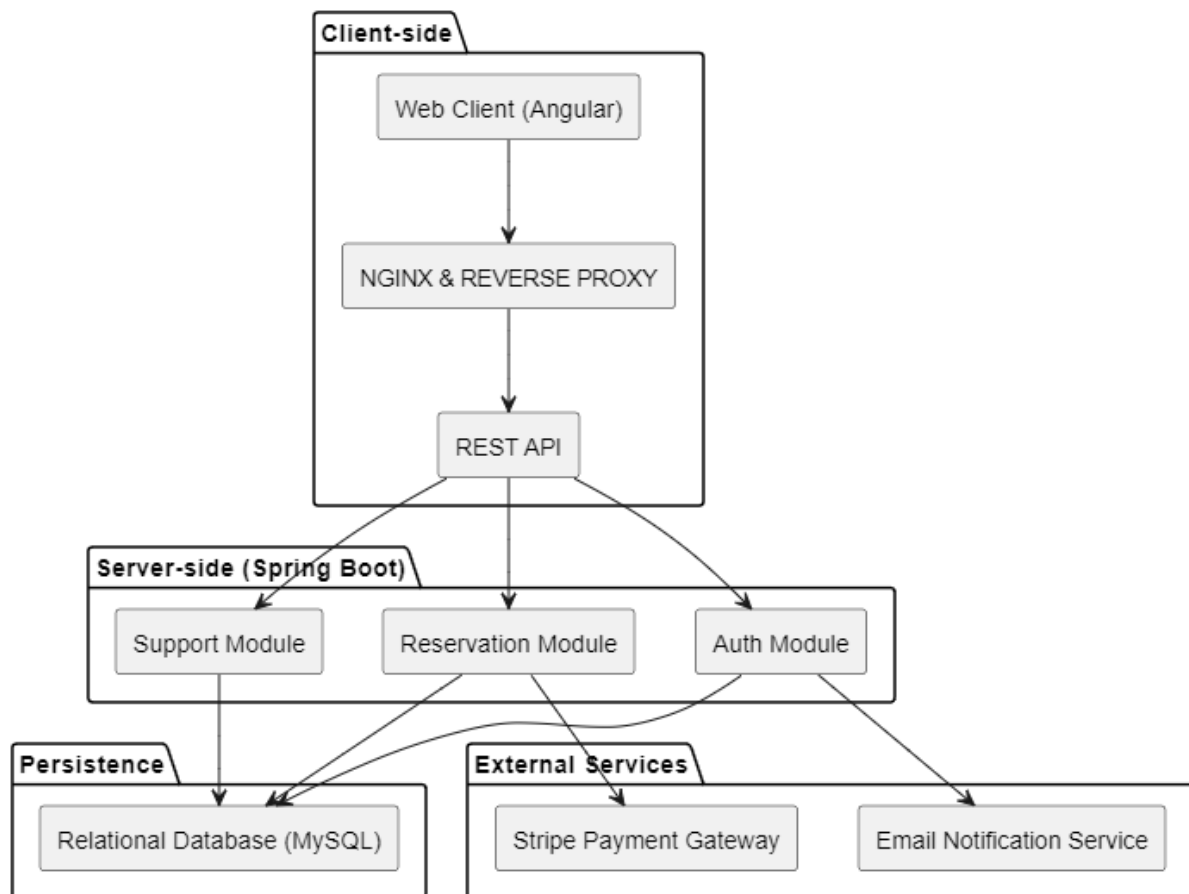 Client-side
Web Client (Angular)
NGINX & REVERSE PROXY
REST API
Server-side (Spring Boot)
Support Module
Reservation Module
Auth Module
Persistence
External Services
Relational Database (MySQL)
Stripe Payment Gateway
Email Notification Service